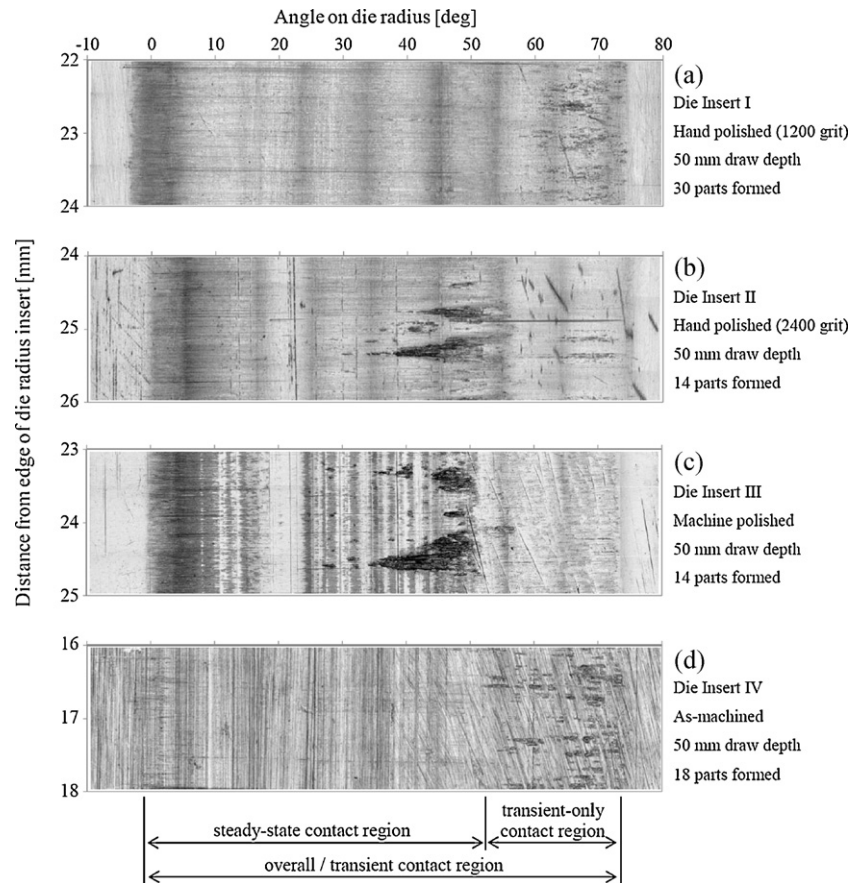 Angle on die radius [deg]
-10 0 10 20 30 40 50 60 70 80
Distance from edge of die radius insert [mm]
22
23
24
(a)
Die Insert I
Hand polished (1200 grit)
50 mm draw depth
30 parts formed
24
25
26
(b)
Die Insert II
Hand polished (2400 grit)
50 mm draw depth
14 parts formed
23
24
25
(c)
Die Insert III
Machine polished
50 mm draw depth
14 parts formed
16
17
18
(d)
Die Insert IV
As-machined
50 mm draw depth
18 parts formed
steady-state contact region
transient-only
contact region
overall / transient contact region